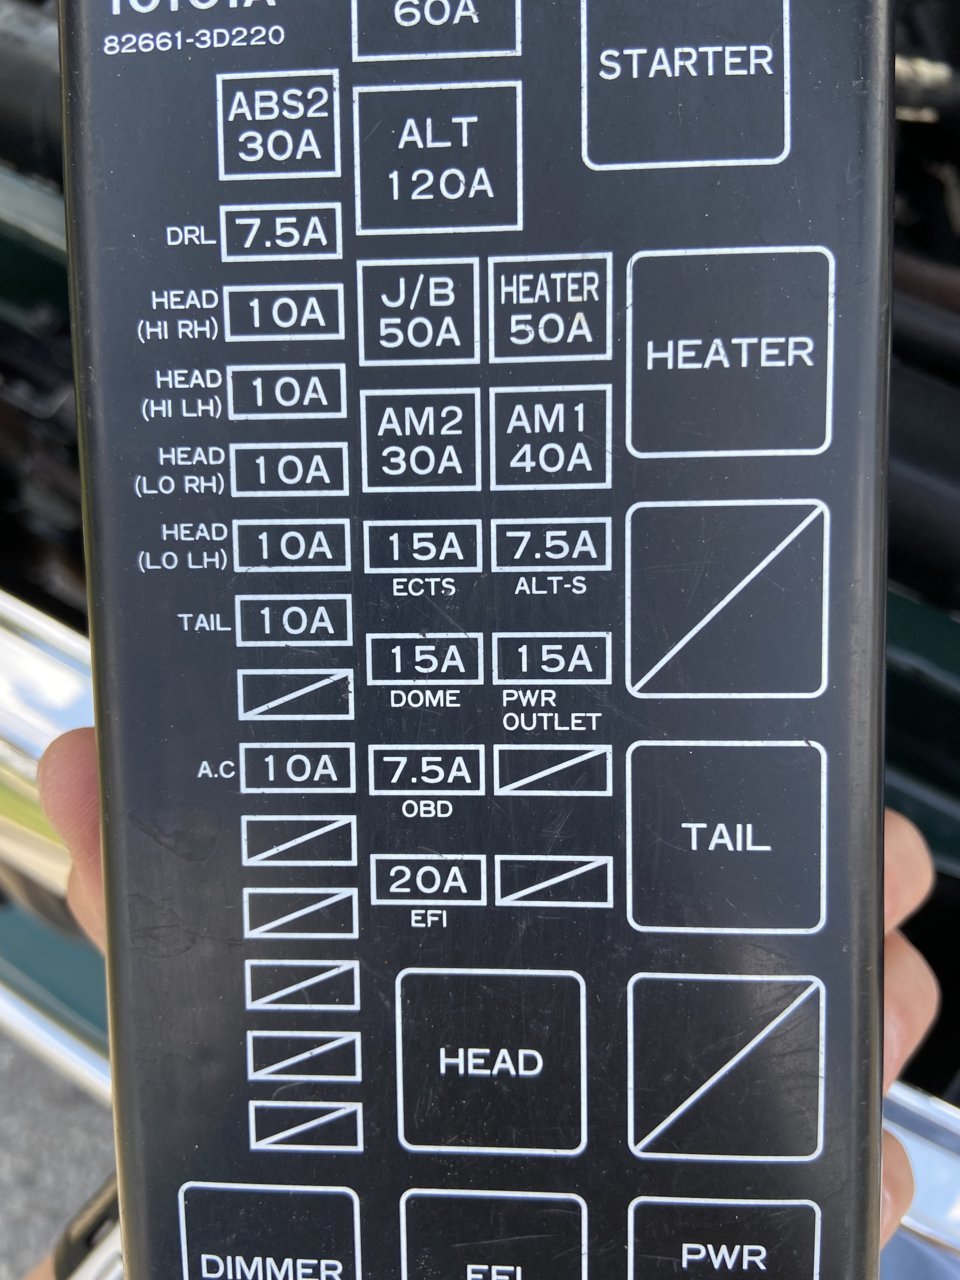 TOYOTA
82661-3D220
60A
STARTER
ABS2
30A
ALT
120A
DRL
7.5A
HEAD
(HI RH)
10A
J/B
50A
HEATER
50A
HEATER
HEAD
(HI LH)
10A
AM2
30A
AM1
40A
HEAD
(LO RH)
10A
HEAD
(LO LH)
10A
15A
ECTS
7.5A
ALT-S
TAIL
10A
15A
DOME
15A
PWR
OUTLET
A.C
10A
7.5A
OBD
TAIL
20A
EFI
HEAD
DIMMER
EFI
PWR